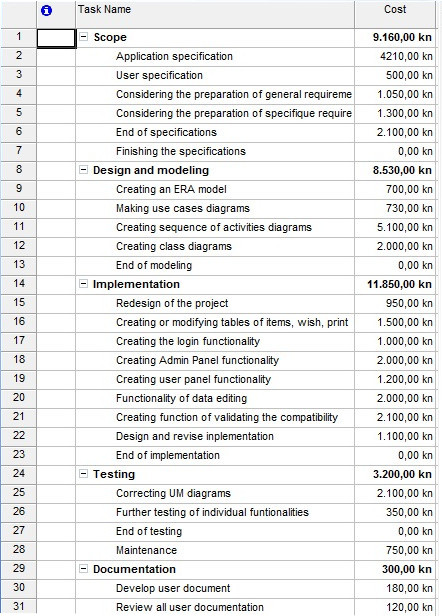 Task Name Cost
1 Scope 9.160,00 kn
2 Application specification 4210,00 kn
3 User specification 500,00 kn
4 Considering the preparation of general requireme 1.050,00 kn
5 Considering the preparation of specifique require 1.300,00 kn
6 End of specifications 2.100,00 kn
7 Finishing the specifications 0,00 kn
8 Design and modeling 8.530,00 kn
9 Creating an ERA model 700,00 kn
10 Making use cases diagrams 730,00 kn
11 Creating sequence of activities diagrams 5.100,00 kn
12 Creating class diagrams 2.000,00 kn
13 End of modeling 0,00 kn
14 Implementation 11.850,00 kn
15 Redesign of the project 950,00 kn
16 Creating or modifying tables of items, wish, print 1.500,00 kn
17 Creating the login functionality 1.000,00 kn
18 Creating Admin Panel functionality 2.000,00 kn
19 Creating user panel functionality 1.200,00 kn
20 Functionality of data editing 2.000,00 kn
21 Creating function of validating the compatibility 2.100,00 kn
22 Design and revise inplementation 1.100,00 kn
23 End of implementation 0,00 kn
24 Testing 3.200,00 kn
25 Correcting UM diagrams 2.100,00 kn
26 Further testing of individual funtionalities 350,00 kn
27 End of testing 0,00 kn
28 Maintenance 750,00 kn
29 Documentation 300,00 kn
30 Develop user document 180,00 kn
31 Review all user documentation 120,00 kn